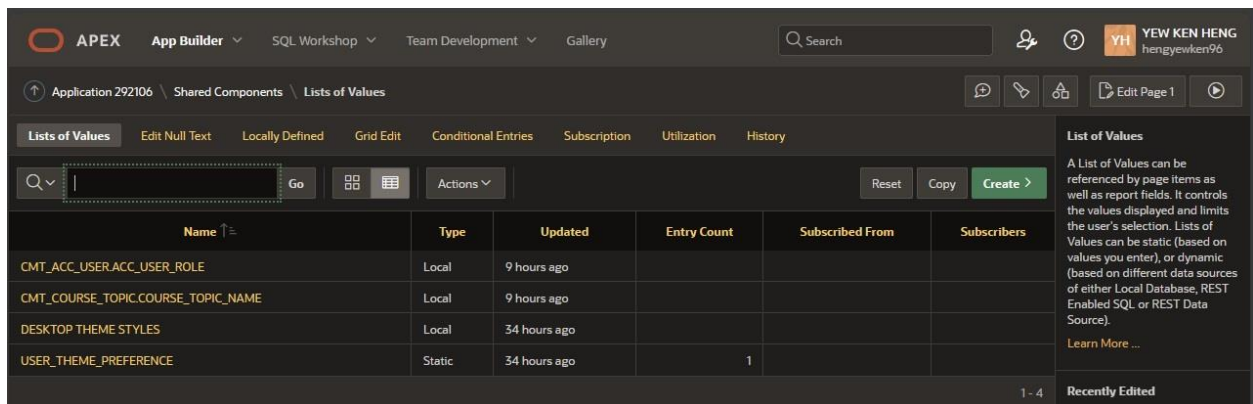 APEX App Builder SQL Workshop Team Development Gallery Search YH YEW KEN HENG
hengyewken96
Application 292106 \ Shared Components \ Lists of Values Edit Page 1
Lists of Values Edit Null Text Locally Defined Grid Edit Conditional Entries Subscription Utilization History
Go Actions Reset Copy Create >
Name Type Updated Entry Count Subscribed From Subscribers
CMT_ACC_USER.ACC_USER_ROLE Local 9 hours ago
CMT_COURSE_TOPIC.COURSE_TOPIC_NAME Local 9 hours ago
DESKTOP THEME STYLES Local 34 hours ago
USER_THEME_PREFERENCE Static 34 hours ago 1
1 - 4
List of Values
A List of Values can be
referenced by page items as
well as report fields. It controls
the values displayed and limits
the user's selection. Lists of
Values can be static (based on
values you enter), or dynamic
(based on different data sources
of either Local Database, REST
Enabled SQL or REST Data
Source).
Learn More ...
Recently Edited